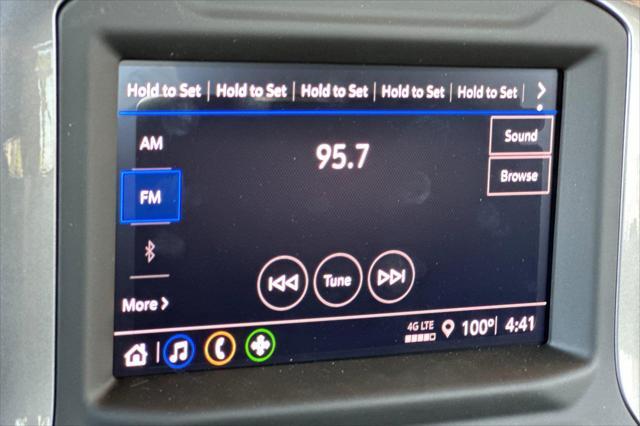 Hold to Set | Hold to Set | Hold to Set | Hold to Set | Hold to Set |
AM
95.7
Sound
FM
Browse
Tune
More
4G LTE
100° 4:41